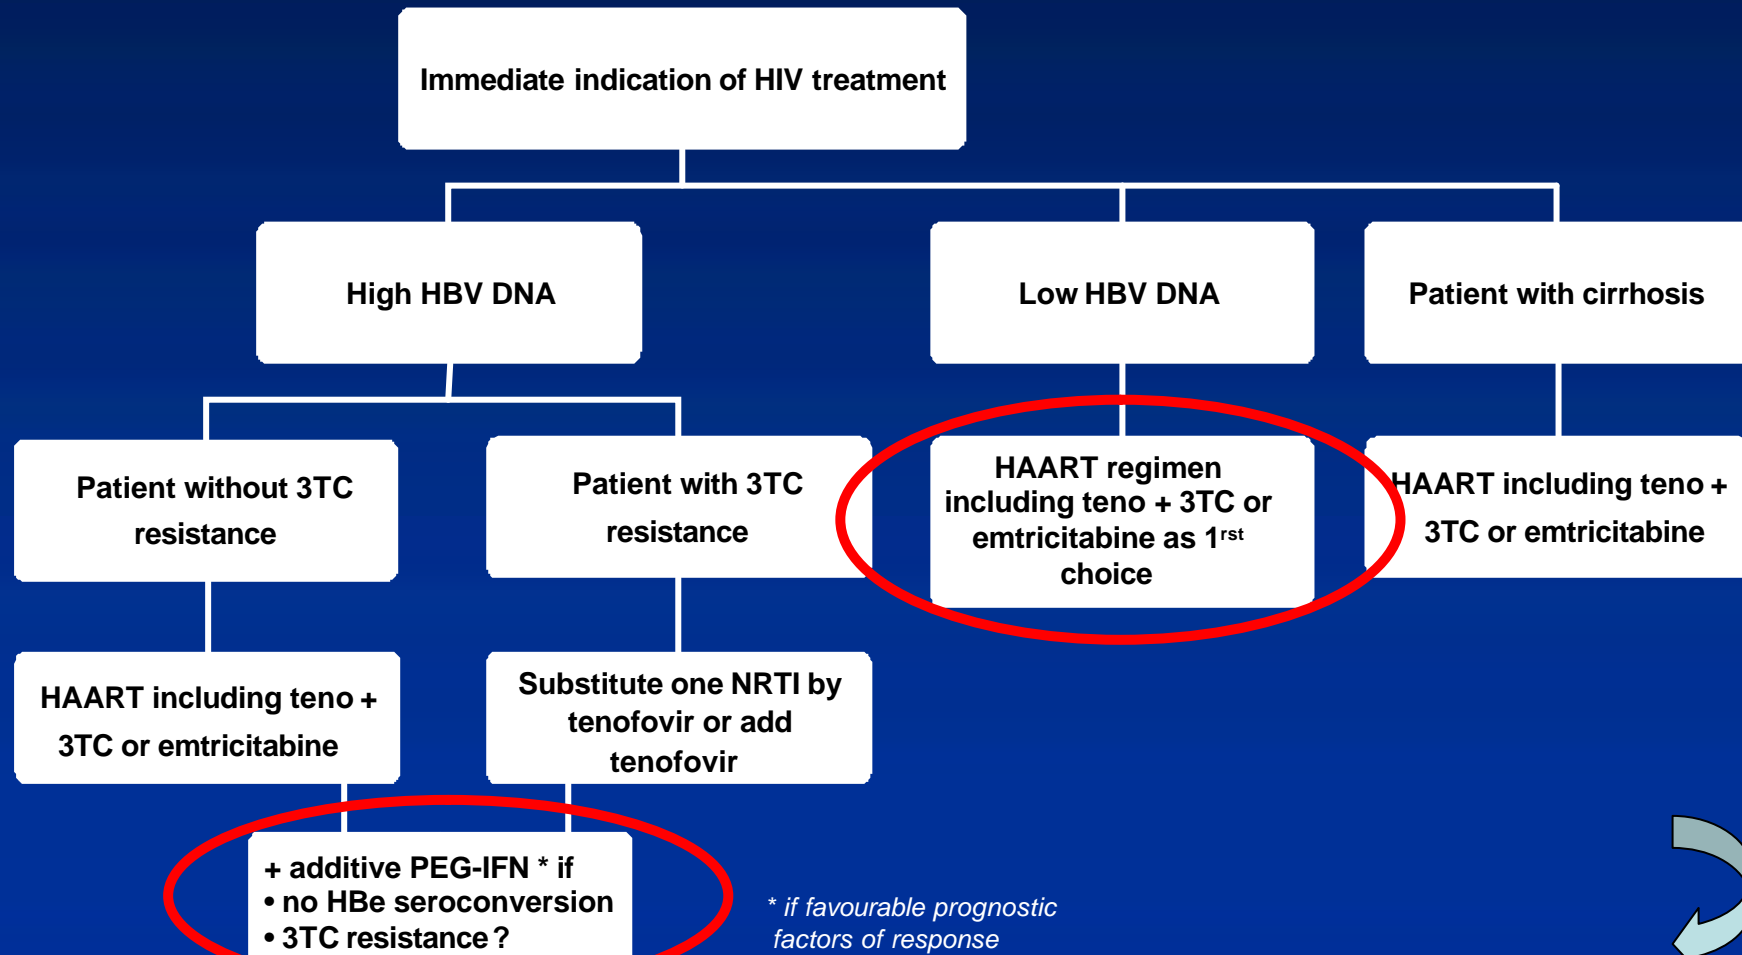 Immediate indication of HIV treatment
High HBV DNA
Low HBV DNA
Patient with cirrhosis
Patient without 3TC
resistance
Patient with 3TC
resistance
HAART regimen
including teno + 3TC or
emtricitabine as 1rst
choice
HAART including teno +
3TC or emtricitabine
HAART including teno +
3TC or emtricitabine
Substitute one NRTI by
tenofovir or add
tenofovir
+ additive PEG-IFN * if
• no HBe seroconversion
• 3TC resistance ?
* if favourable prognostic
factors of response